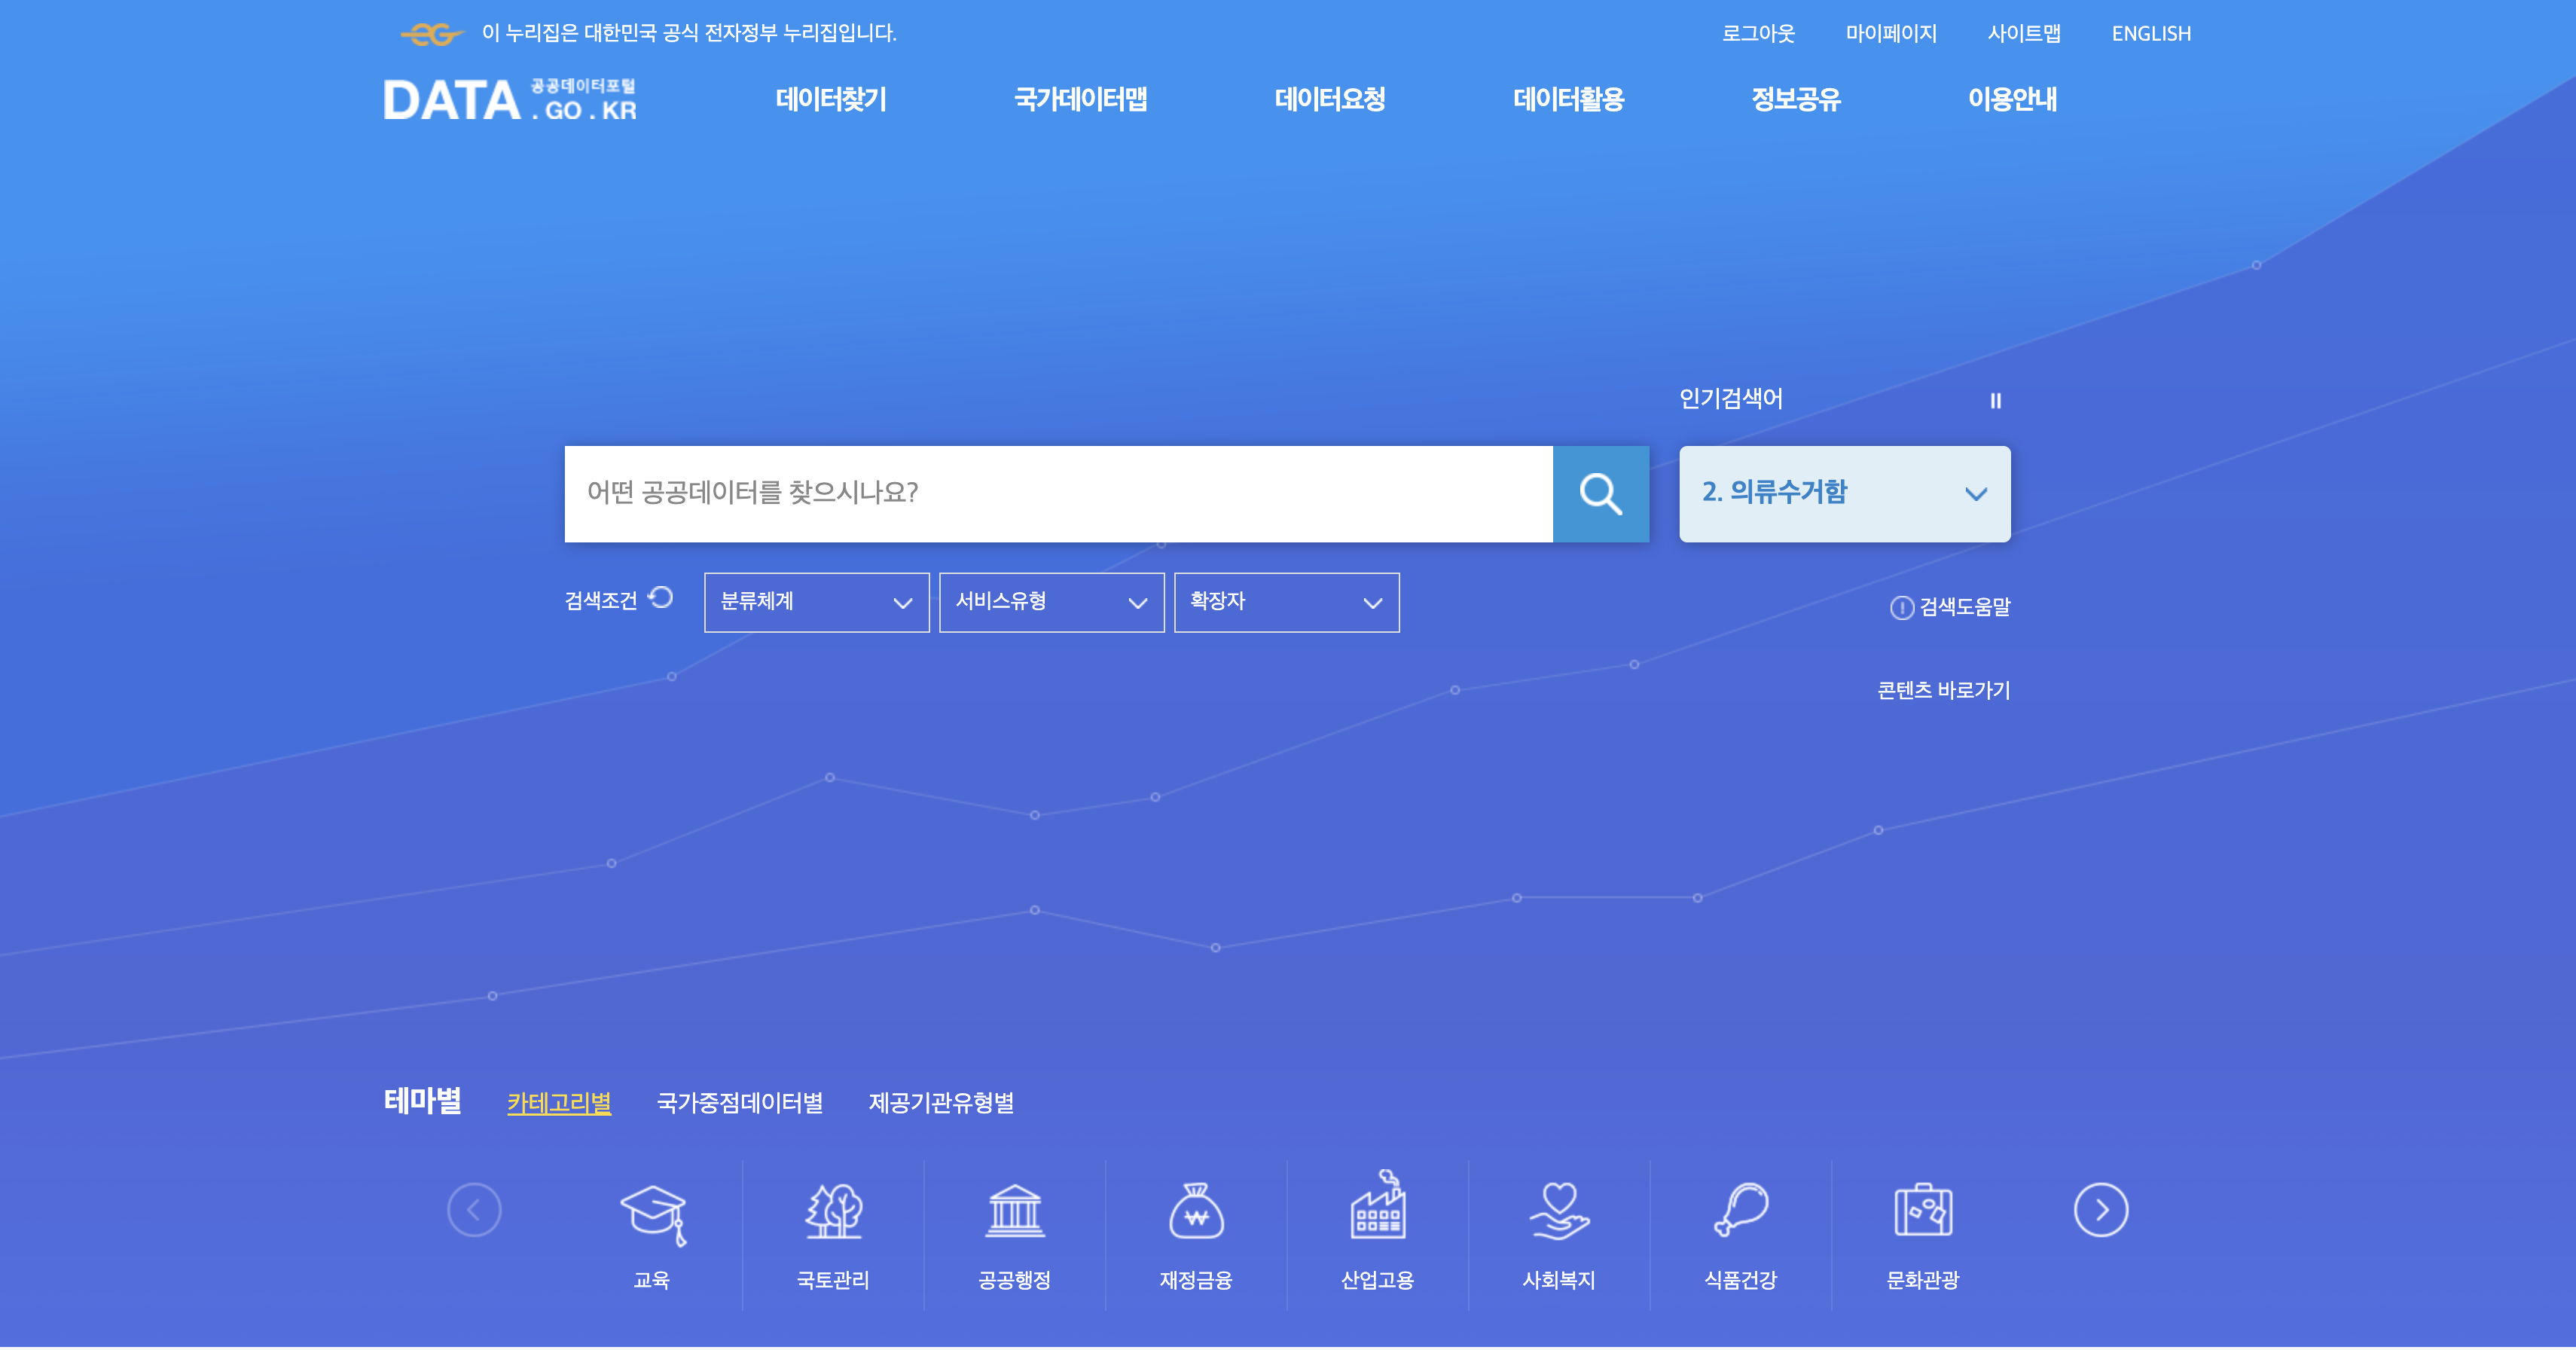 이 누리집은 대한민국 공식 전자정부 누리집입니다.
로그아웃 마이페이지 사이트맵 ENGLISH
DATA 공공데이터포털 .GO.KR
데이터찾기 국가데이터맵 데이터요청 데이터활용 정보공유 이용안내
인기검색어
어떤 공공데이터를 찾으시나요?
2. 의류수거함
검색조건 분류체계 서비스유형 확장자
검색도움말
콘텐츠 바로가기
테마별 카테고리별 국가중점데이터별 제공기관유형별
교육 국토관리 공공행정 재정금융 산업고용 사회복지 식품건강 문화관광